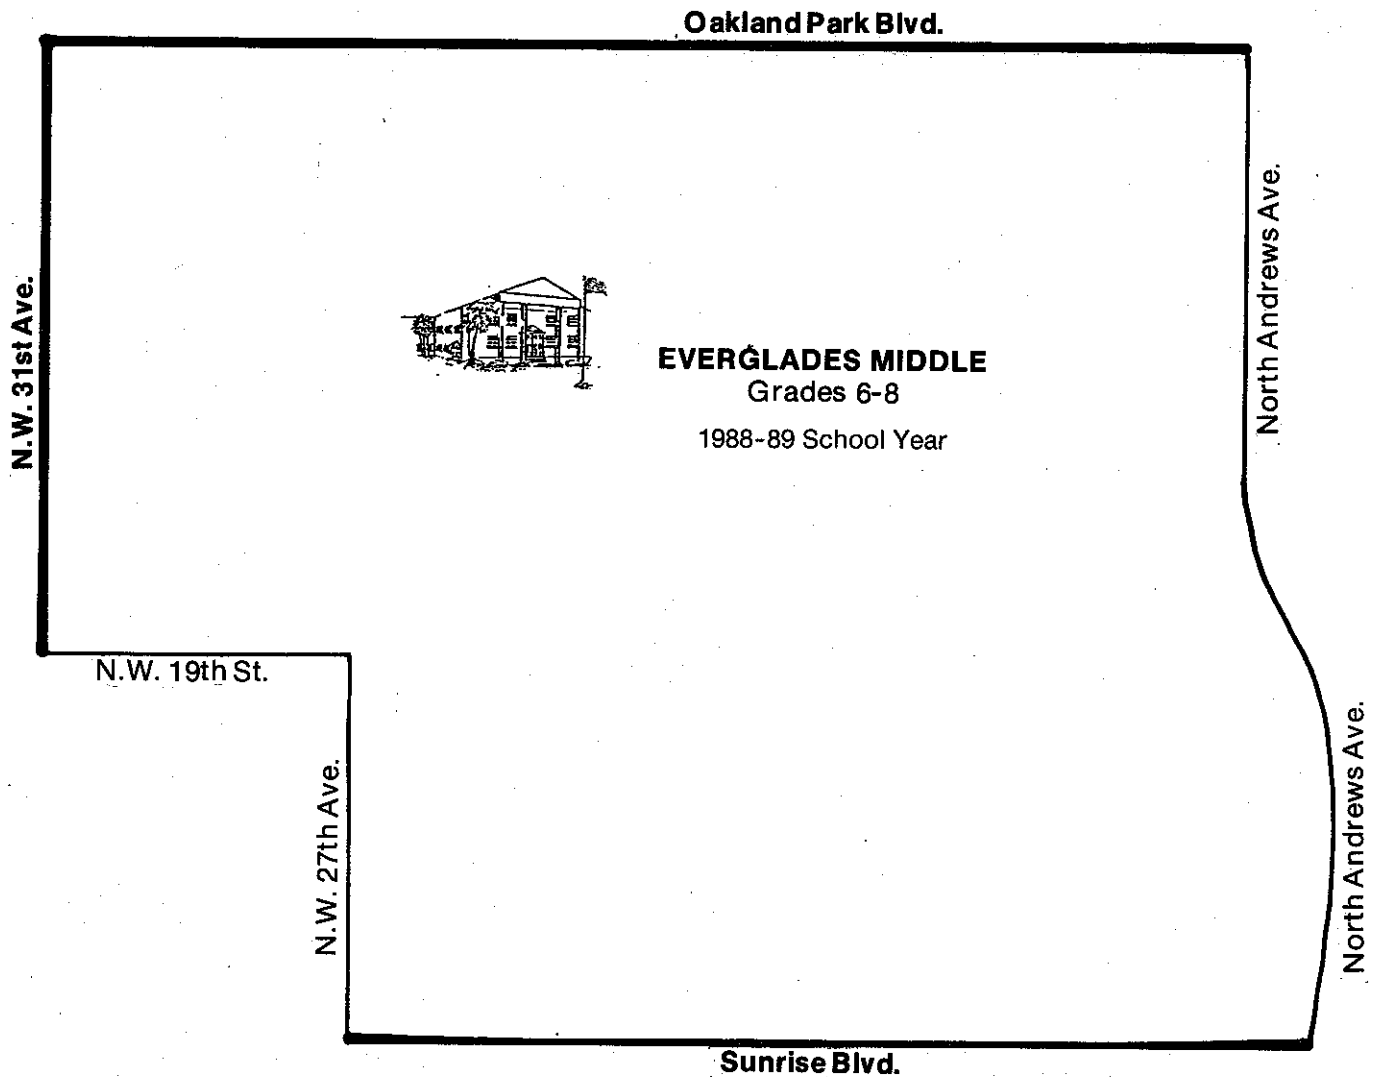 Oakland Park Blvd.
North Andrews Ave.
N.W. 31st Ave.
EVERGLADES MIDDLE
Grades 6-8
1988-89 School Year
N.W. 19th St.
N.W. 27th Ave.
North Andrews Ave.
Sunrise Blvd.